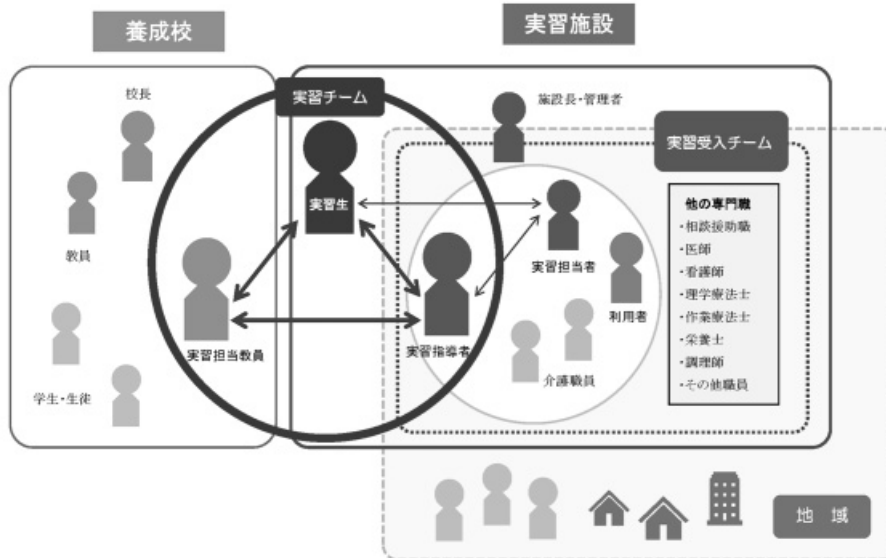 養成校
実習施設
校長
実習チーム
施設長・管理者
実習受入チーム
実習生
教員
他の専門職
・相談援助職
・医師
・看護師
・理学療法士
・作業療法士
・栄養士
・調理師
・その他職員
実習担当者
利用者
実習担当教員
実習指導者
介護職員
学生・生徒
地 域